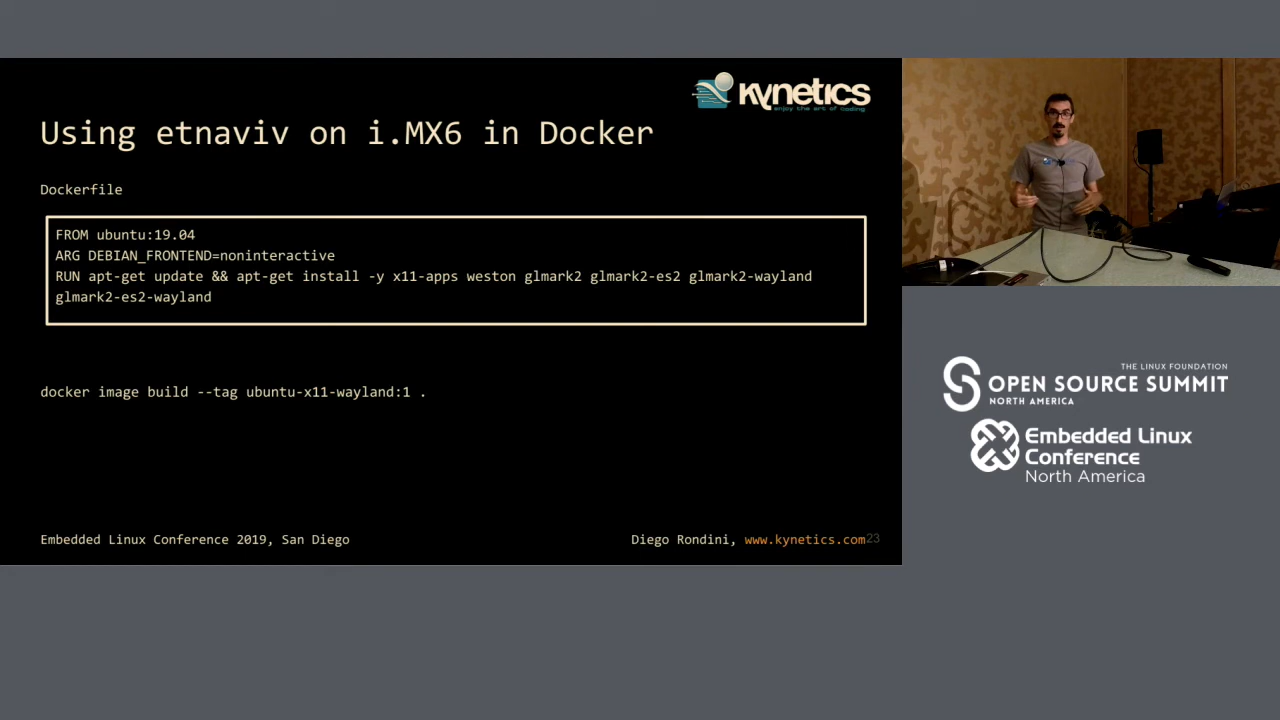 kynetics
enjoy the art of coding
Using etnaviv on i.MX6 in Docker
Dockerfile
FROM ubuntu:19.04
ARG DEBIAN_FRONTEND=noninteractive
RUN apt-get update && apt-get install -y x11-apps weston glmark2 glmark2-es2 glmark2-wayland
glmark2-es2-wayland
docker image build --tag ubuntu-x11-wayland:1 .
Embedded Linux Conference 2019, San Diego
Diego Rondini, www.kynetics.com
23
THE LINUX FOUNDATION
OPEN SOURCE SUMMIT
NORTH AMERICA
Embedded Linux
Conference
North America